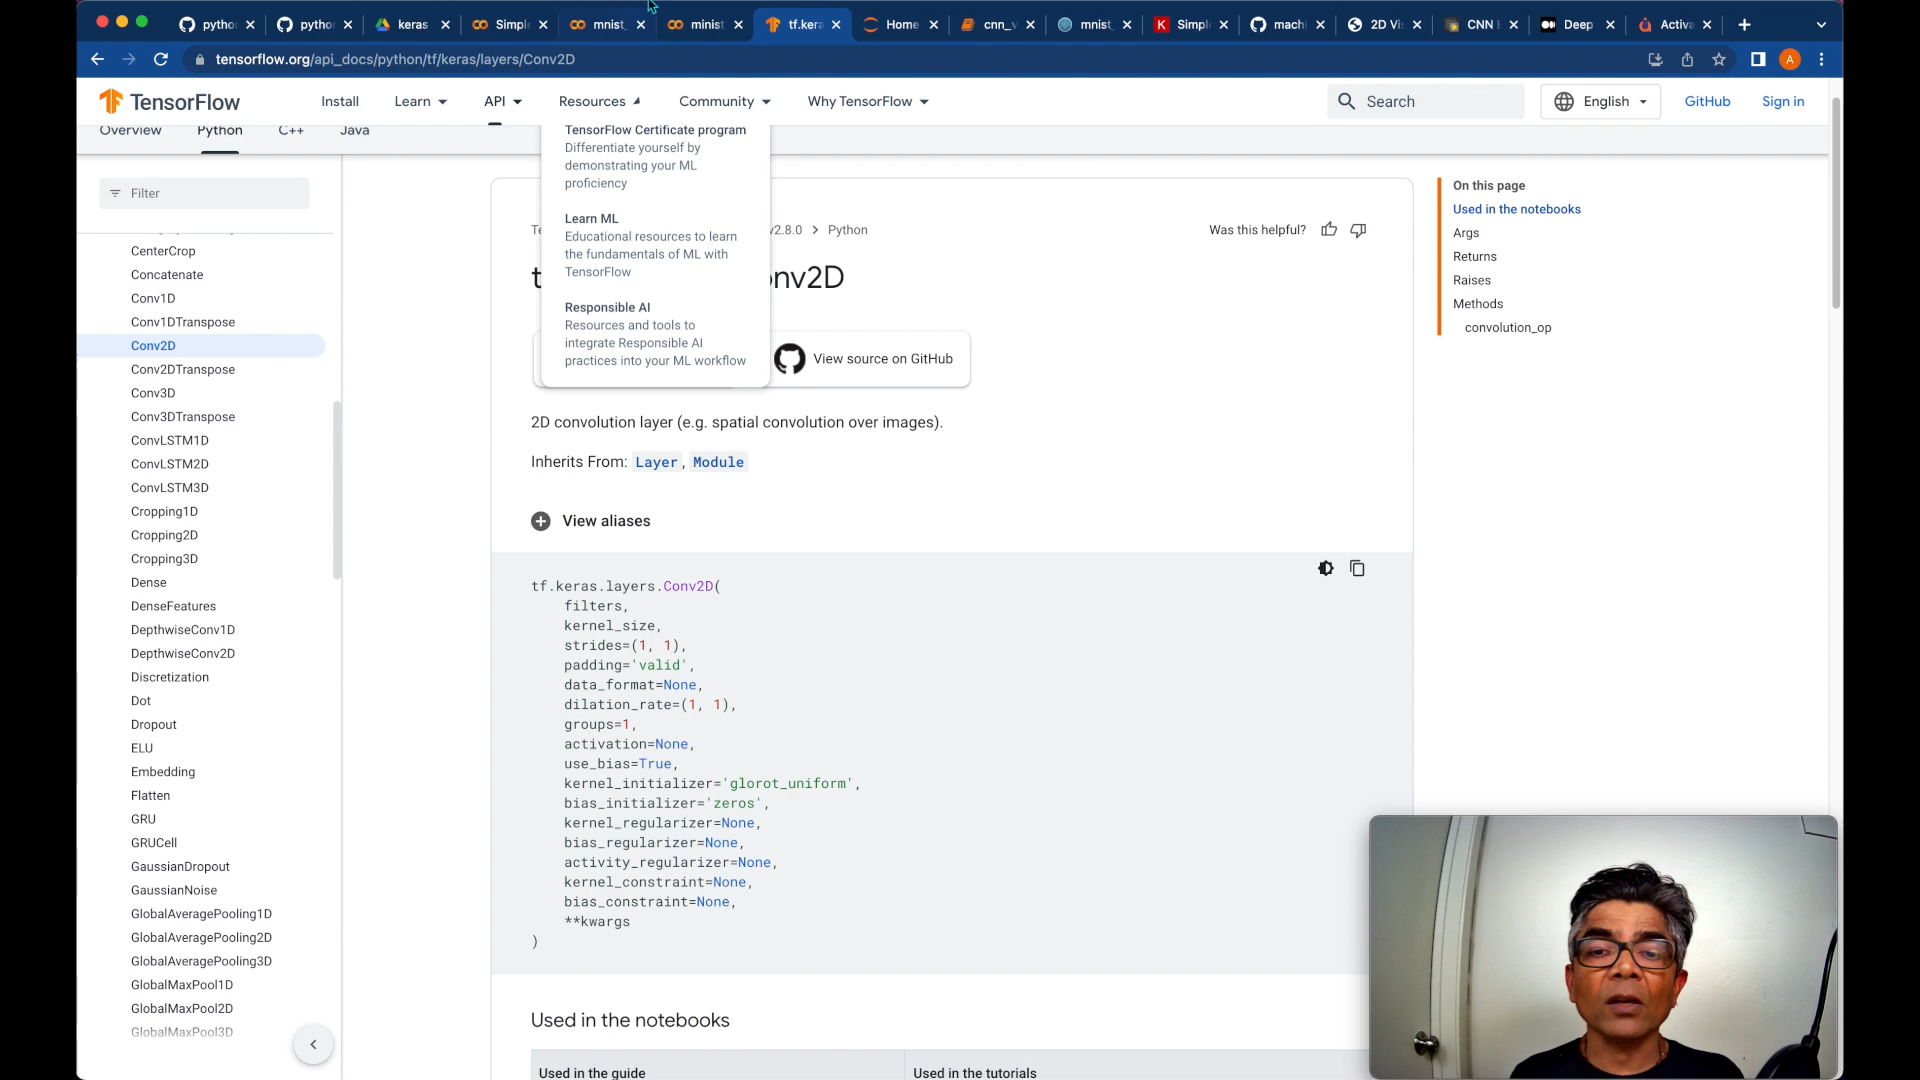 pytho
pytho
keras
Simple
mnist_
minist
tf.kera
Home
cnn_v
mnist_
Simple
machi
2D Vi
CNN E
Deep
Activa
tensorflow.org/api_docs/python/tf/keras/layers/Conv2D
A
TensorFlow
Install
Learn
API
Resources
Community
Why TensorFlow
Search
English
GitHub
Sign in
Overview
Python
C++
Java
Filter
CenterCrop
Concatenate
Conv1D
Conv1DTranspose
Conv2D
Conv2DTranspose
Conv3D
Conv3DTranspose
ConvLSTM1D
ConvLSTM2D
ConvLSTM3D
Cropping1D
Cropping2D
Cropping3D
Dense
DenseFeatures
DepthwiseConv1D
DepthwiseConv2D
Discretization
Dot
Dropout
ELU
Embedding
Flatten
GRU
GRUCell
GaussianDropout
GaussianNoise
GlobalAveragePooling1D
GlobalAveragePooling2D
GlobalAveragePooling3D
GlobalMaxPool1D
GlobalMaxPool2D
GlobalMaxPool3D
TensorFlow Certificate program
Differentiate yourself by
demonstrating your ML
proficiency
Learn ML
Educational resources to learn
the fundamentals of ML with
TensorFlow
Responsible AI
Resources and tools to
integrate Responsible AI
practices into your ML workflow
Te
v2.8.0 > Python
Was this helpful?
t
onv2D
View source on GitHub
2D convolution layer (e.g. spatial convolution over images).
Inherits From: Layer, Module
View aliases
tf.keras.layers.Conv2D(
filters,
kernel_size,
strides=(1, 1),
padding='valid',
data_format=None,
dilation_rate=(1, 1),
groups=1,
activation=None,
use_bias=True,
kernel_initializer='glorot_uniform',
bias_initializer='zeros',
kernel_regularizer=None,
bias_regularizer=None,
activity_regularizer=None,
kernel_constraint=None,
bias_constraint=None,
**kwargs
)
Used in the notebooks
Used in the guide
Used in the tutorials
On this page
Used in the notebooks
Args
Returns
Raises
Methods
convolution_op